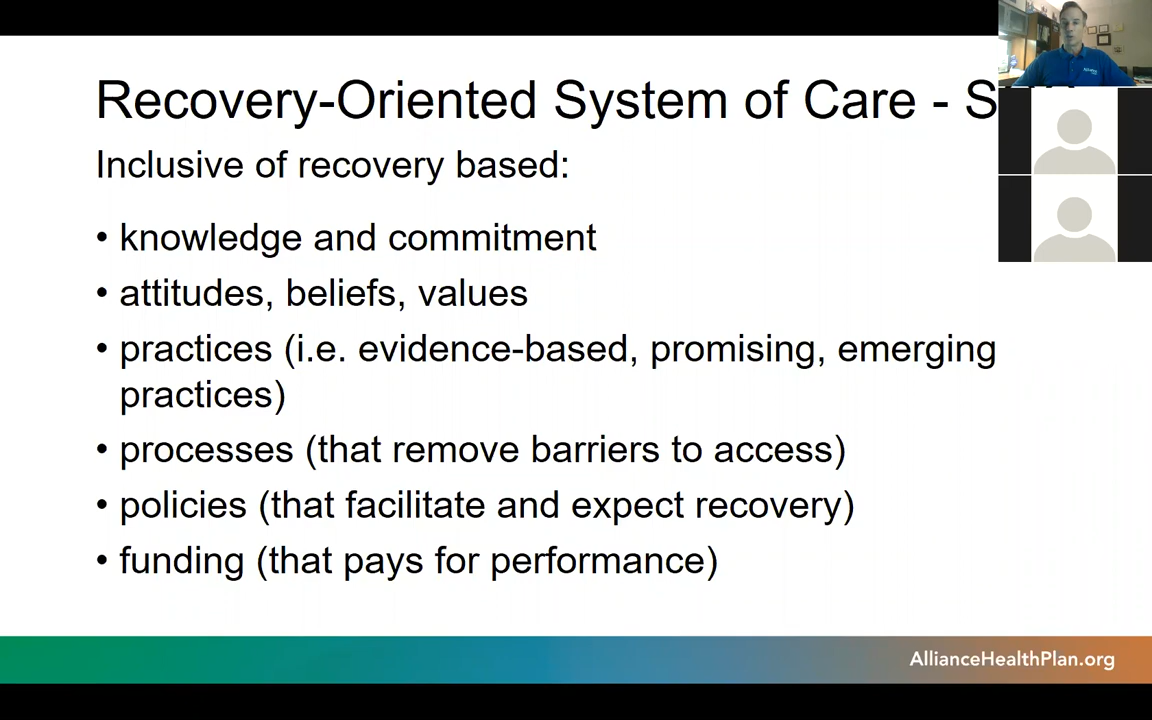 Recovery-Oriented System of Care -
Inclusive of recovery based:
• knowledge and commitment
• attitudes, beliefs, values
• practices (i.e. evidence-based, promising, emerging
practices)
• processes (that remove barriers to access)
• policies (that facilitate and expect recovery)
• funding (that pays for performance)
AllianceHealthPlan.org